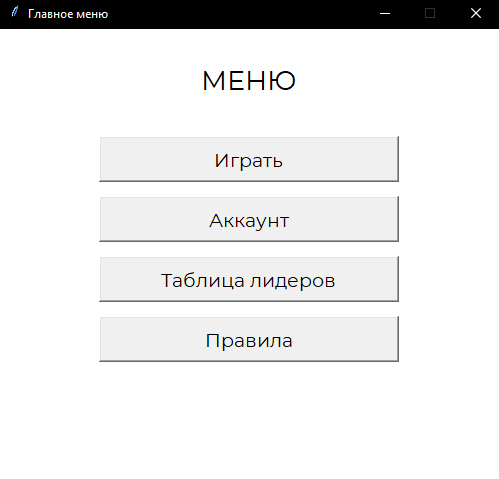 Главное меню
МЕНЮ
Играть
Аккаунт
Таблица лидеров
Правила